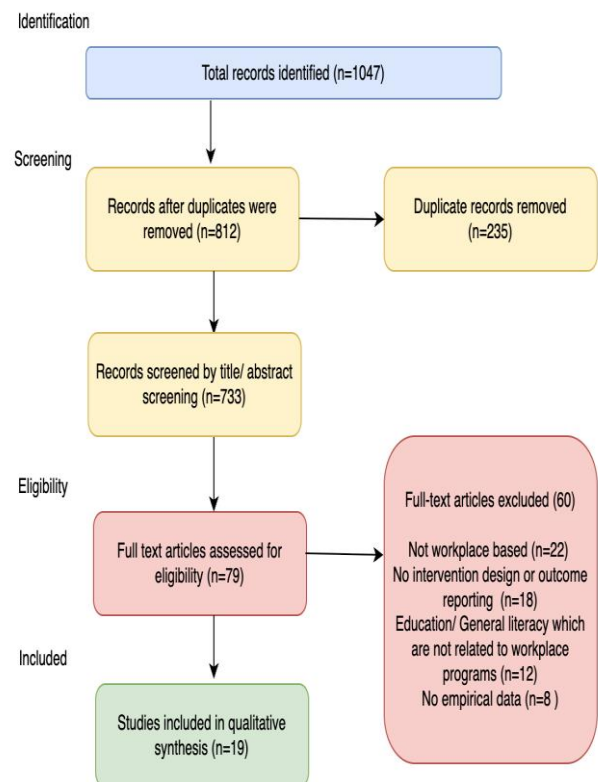 Identification
Total records identified (n=1047)
Screening
Records after duplicates were
removed (n=812)
Duplicate records removed
(n=235)
Records screened by title/ abstract
screening (n=733)
Eligibility
Full text articles assessed for
eligibility (n=79)
Full-text articles excluded (60)
Not workplace based (n=22)
No intervention design or outcome
reporting (n=18)
Education/ General literacy which
are not related to workplace
programs (n=12)
No empirical data (n=8 )
Included
Studies included in qualitative
synthesis (n=19)